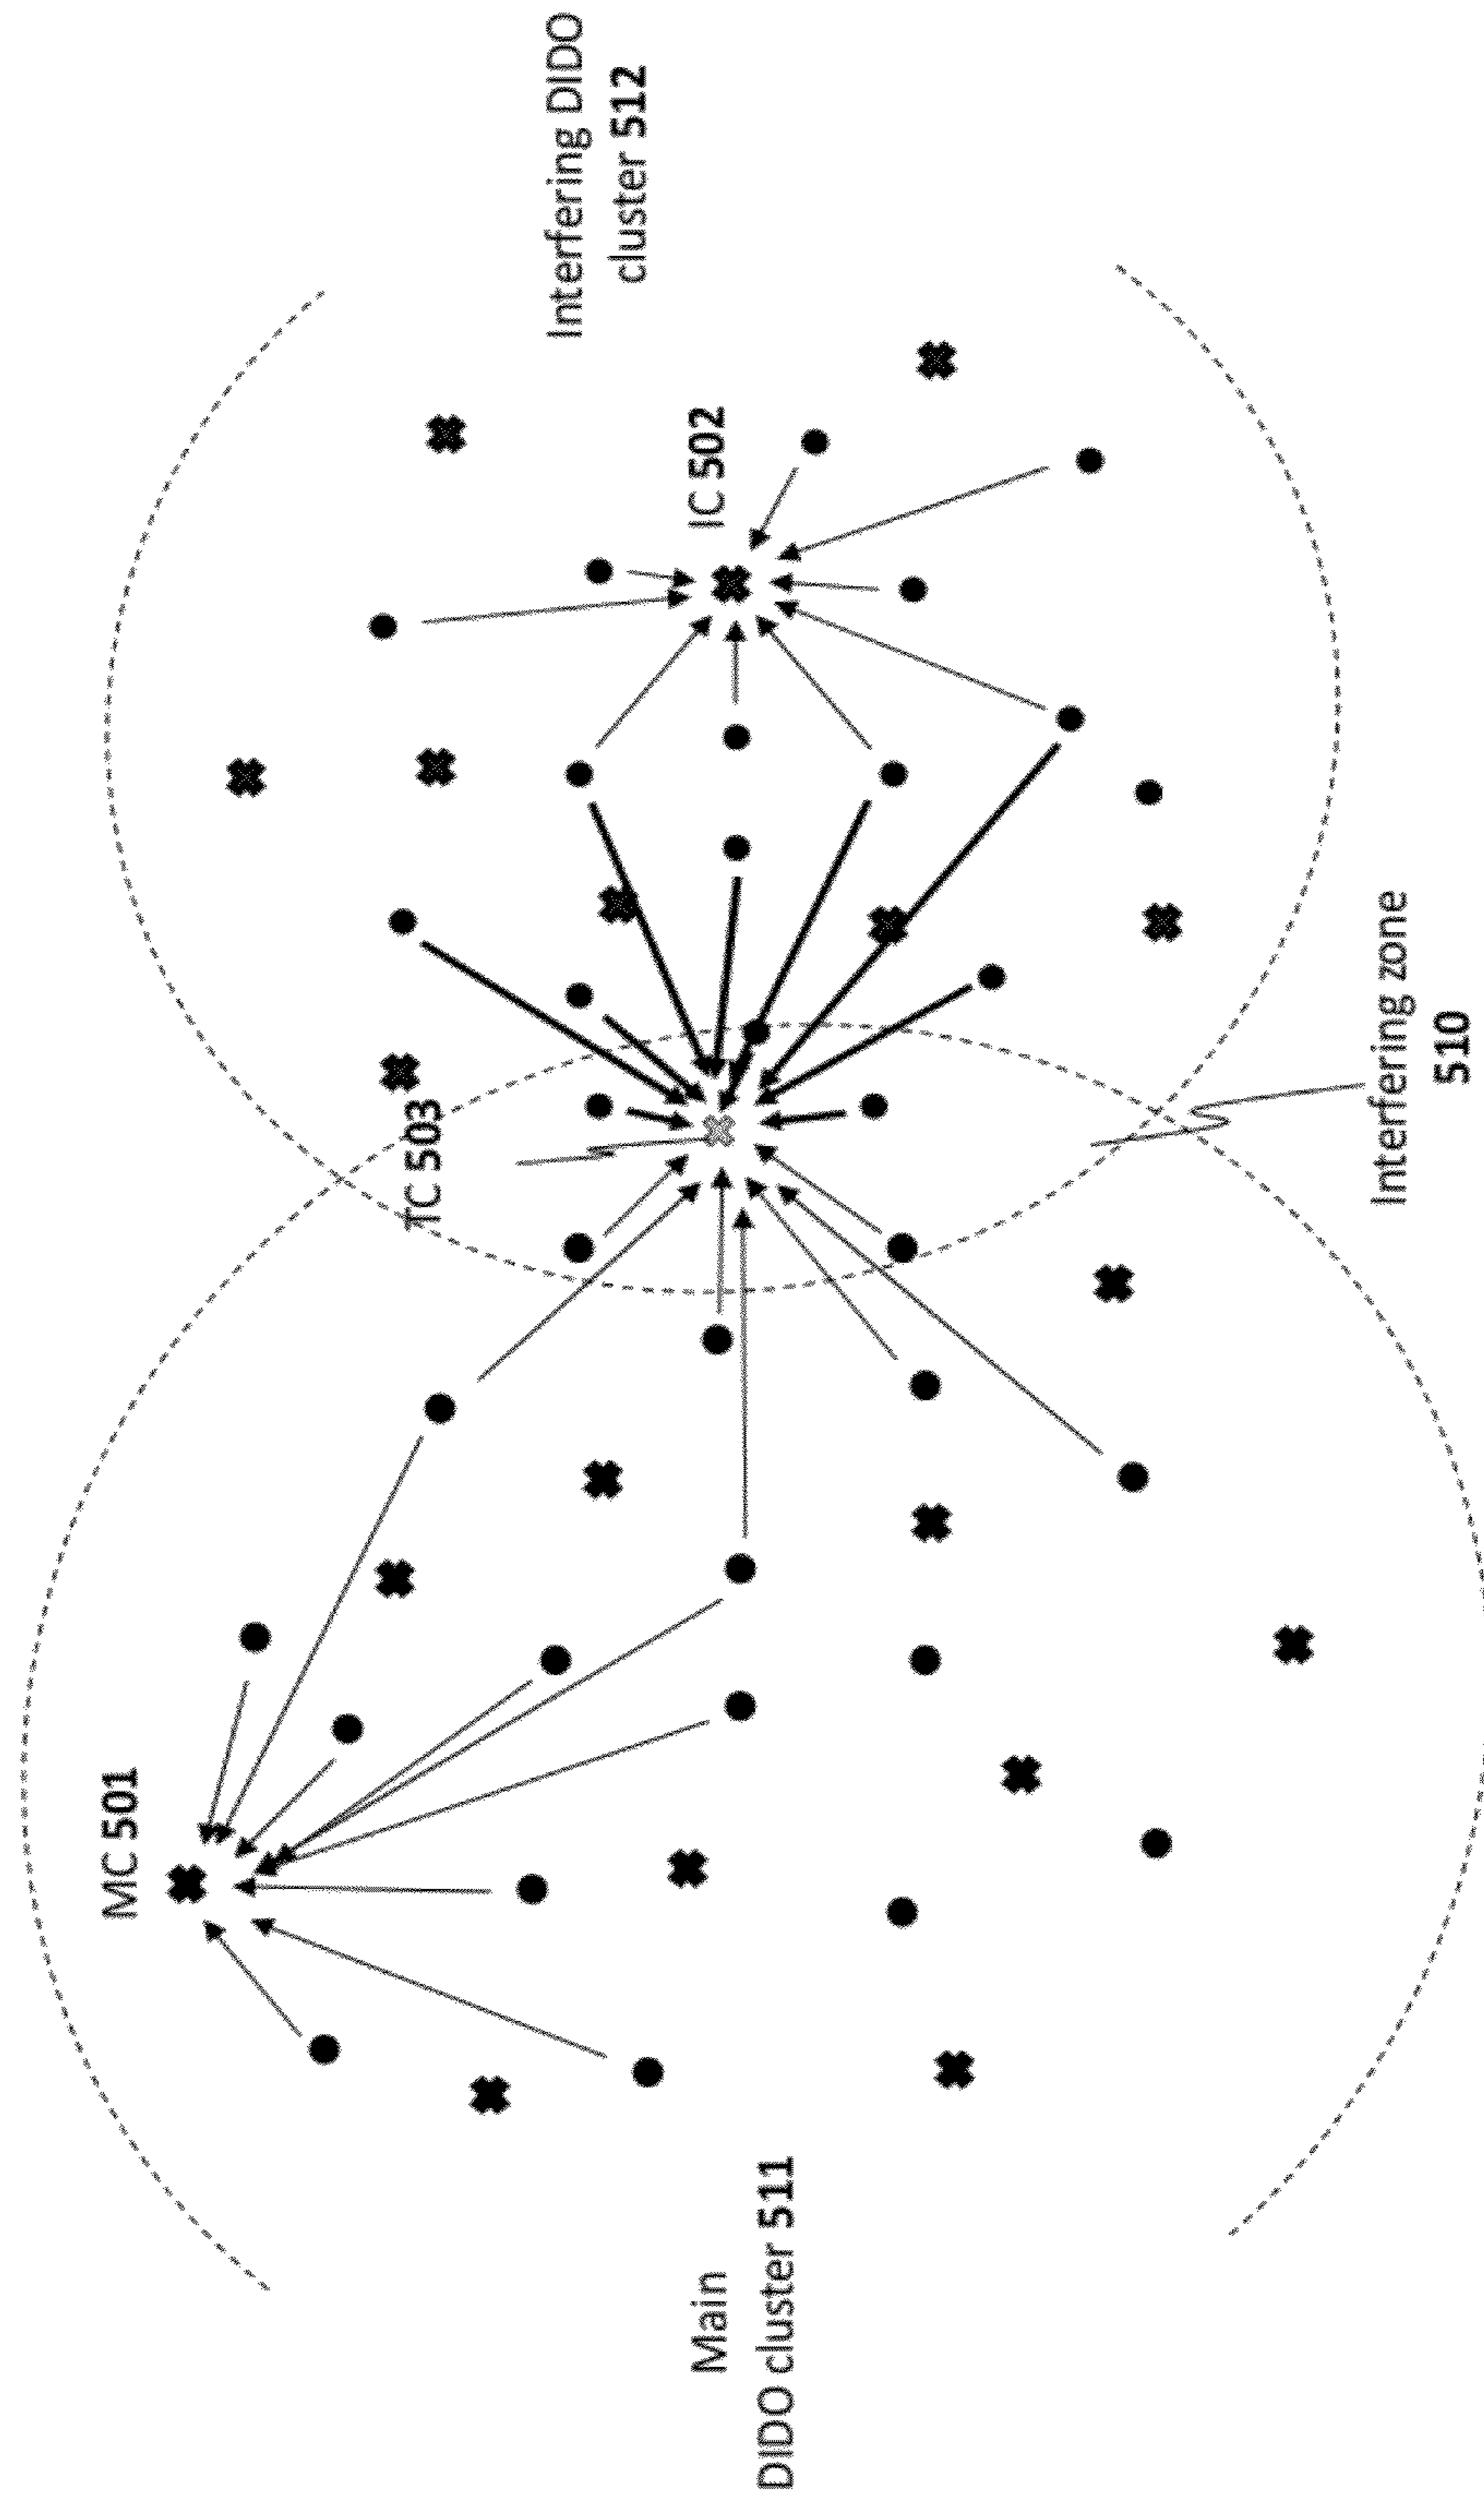 Main
DIDO cluster 511
MC 501
TC 503
IC 502
Interfering DIDO
cluster 512
Interfering zone
510